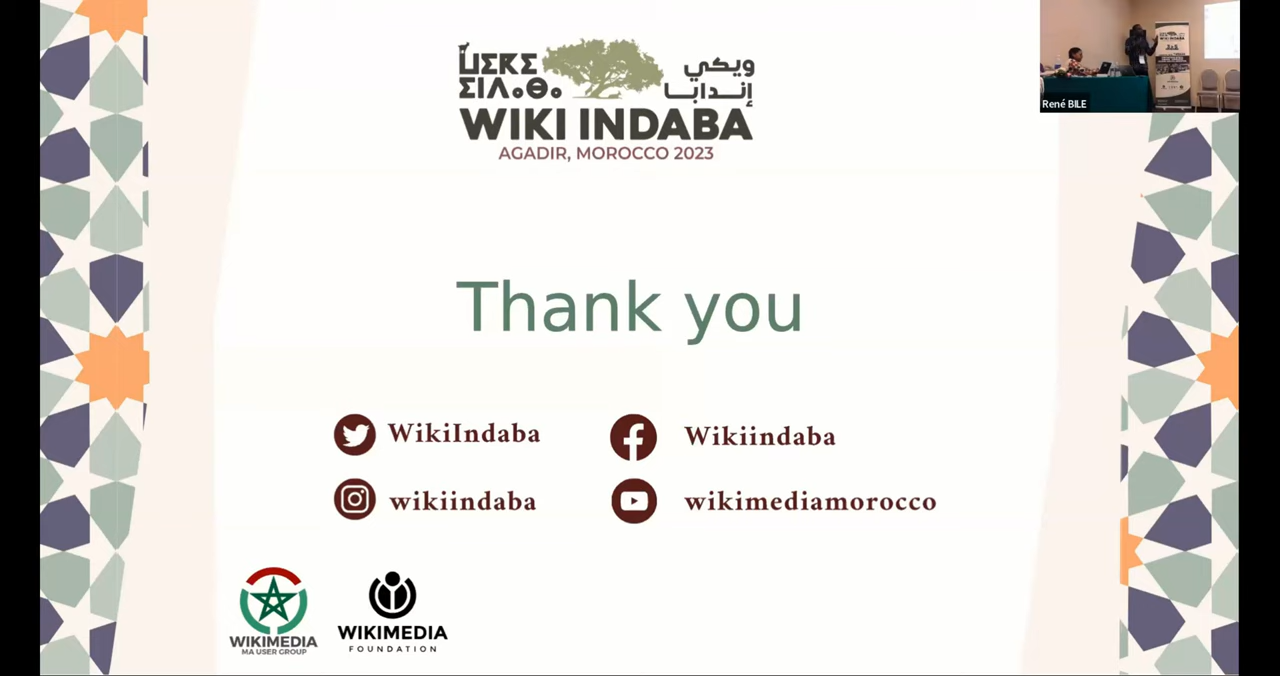 ⵡⵉⴽⵉ
ⵉⵏⴷⴰⴱⴰ
ويكي
إندابا
WIKI INDABA
AGADIR, MOROCCO 2023
René BILE
Thank you
WikiIndaba
Wikiindaba
wikiindaba
wikimediamorocco
WIKIMEDIA
MA USER GROUP
WIKIMEDIA
FOUNDATION